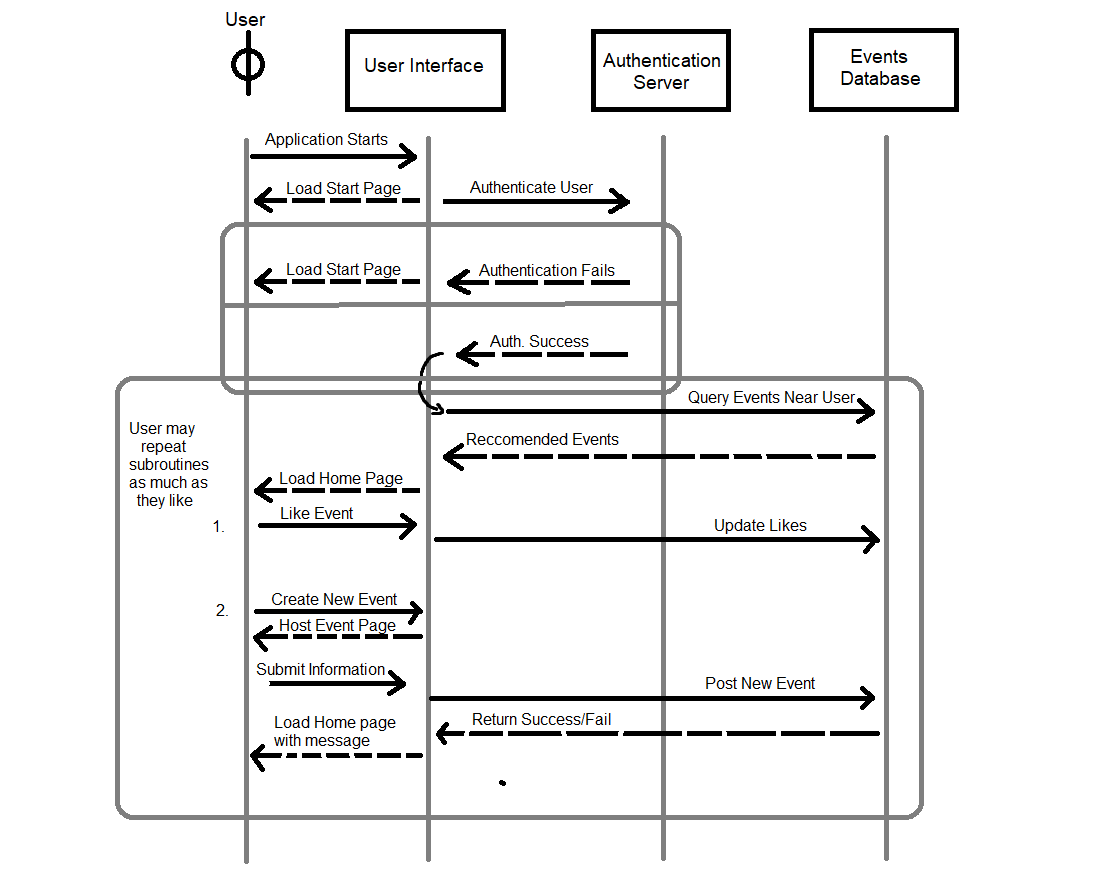 User
User Interface
Authentication
Server
Events
Database
Application Starts
Load Start Page
Authenticate User
Load Start Page
Authentication Fails
Auth. Success
Query Events Near User
User may
repeat
subroutines
as much as
they like
Reccomended Events
Load Home Page
1.
Like Event
Update Likes
2.
Create New Event
Host Event Page
Submit Information
Post New Event
Load Home page
with message
Return Success/Fail